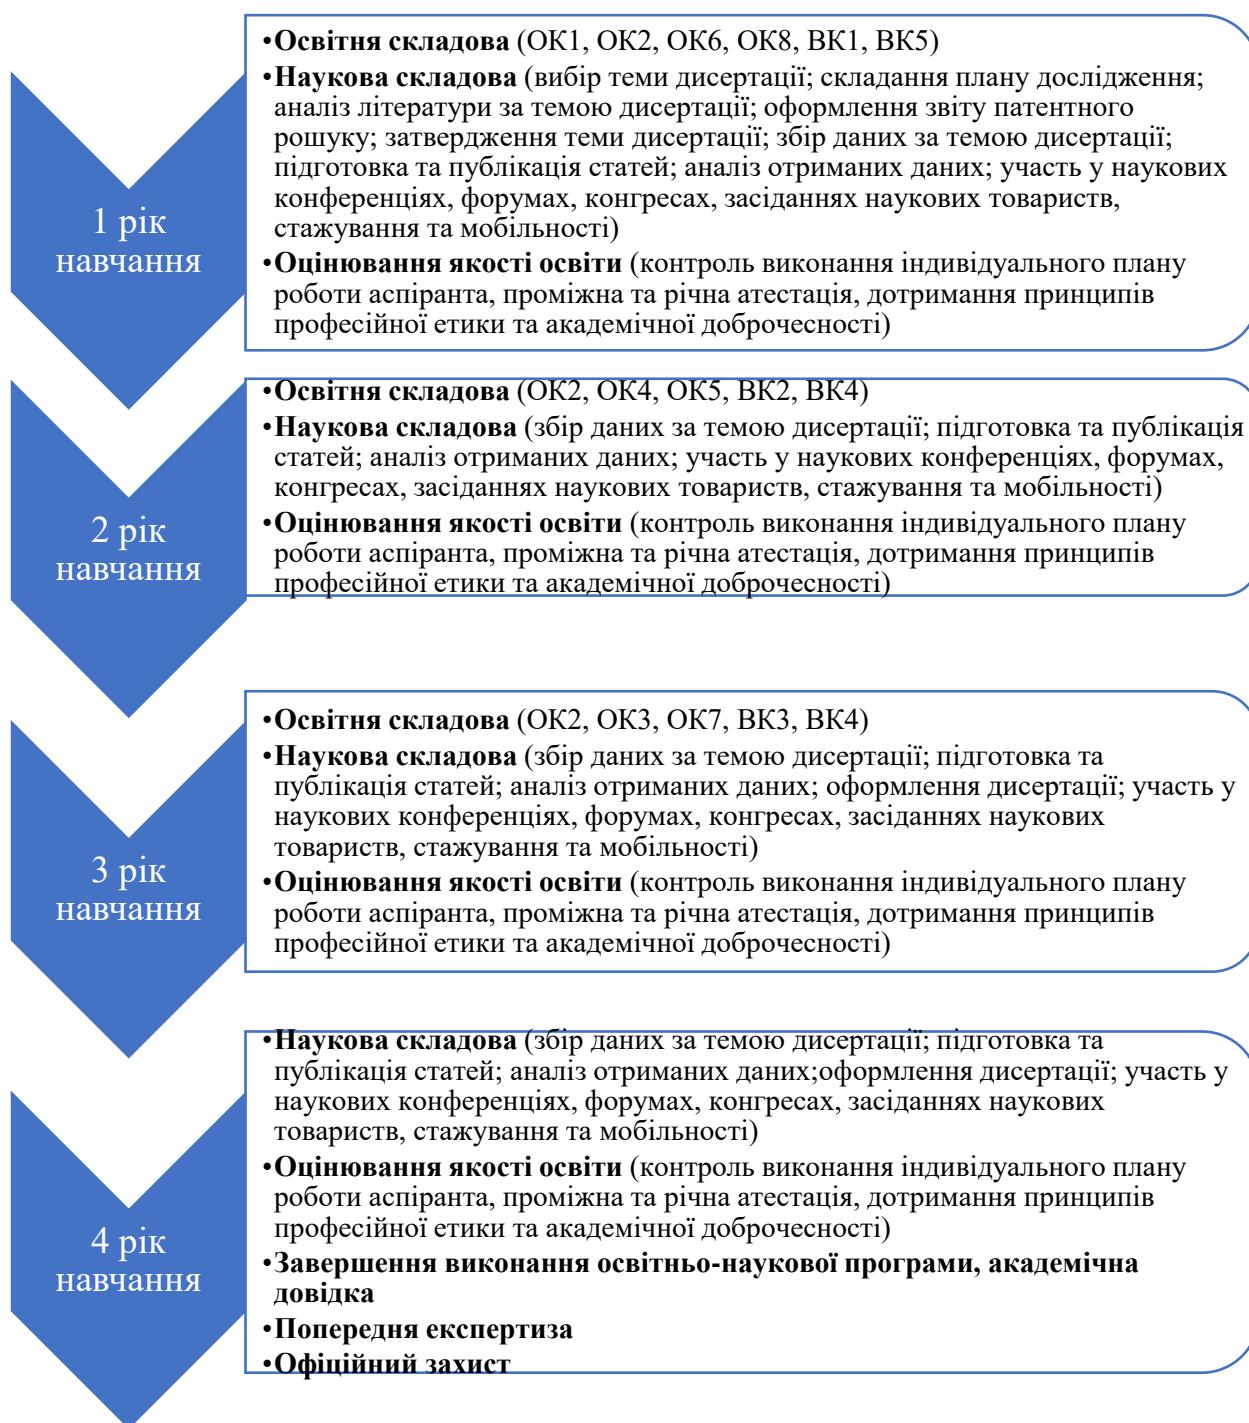 1 рік
навчання
•Освітня складова (ОК1, ОК2, ОК6, ОК8, ВК1, ВК5)
•Наукова складова (вибір теми дисертації; складання плану дослідження;
аналіз літератури за темою дисертації; оформлення звіту патентного
рошуку; затвердження теми дисертації; збір даних за темою дисертації;
підготовка та публікація статей; аналіз отриманих даних; участь у наукових
конференціях, форумах, конгресах, засіданнях наукових товариств,
стажування та мобільності)
•Оцінювання якості освіти (контроль виконання індивідуального плану
роботи аспіранта, проміжна та річна атестація, дотримання принципів
професійної етики та академічної доброчесності)
2 рік
навчання
•Освітня складова (ОК2, ОК4, ОК5, ВК2, ВК4)
•Наукова складова (збір даних за темою дисертації; підготовка та публікація
статей; аналіз отриманих даних; участь у наукових конференціях, форумах,
конгресах, засіданнях наукових товариств, стажування та мобільності)
•Оцінювання якості освіти (контроль виконання індивідуального плану
роботи аспіранта, проміжна та річна атестація, дотримання принципів
професійної етики та академічної доброчесності)
3 рік
навчання
•Освітня складова (ОК2, ОК3, ОК7, ВК3, ВК4)
•Наукова складова (збір даних за темою дисертації; підготовка та
публікація статей; аналіз отриманих даних; оформлення дисертації; участь у
наукових конференціях, форумах, конгресах, засіданнях наукових
товариств, стажування та мобільності)
•Оцінювання якості освіти (контроль виконання індивідуального плану
роботи аспіранта, проміжна та річна атестація, дотримання принципів
професійної етики та академічної доброчесності)
4 рік
навчання
•Наукова складова (збір даних за темою дисертації; підготовка та
публікація статей; аналіз отриманих даних;оформлення дисертації; участь у
наукових конференціях, форумах, конгресах, засіданнях наукових
товариств, стажування та мобільності)
•Оцінювання якості освіти (контроль виконання індивідуального плану
роботи аспіранта, проміжна та річна атестація, дотримання принципів
професійної етики та академічної доброчесності)
•Завершення виконання освітньо-наукової програми, академічна
довідка
•Попередня експертиза
•Офіційний захист